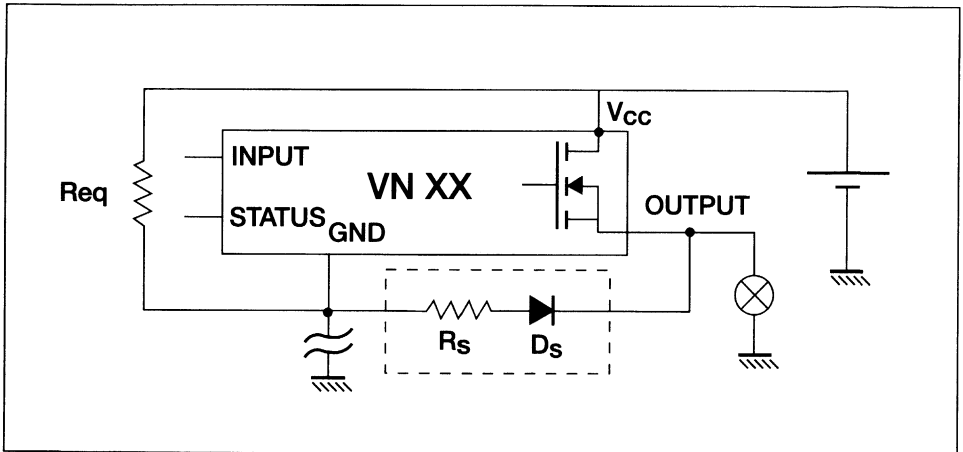 VCC
INPUT
VN XX
Req
STATUS
GND
OUTPUT
RS
DS